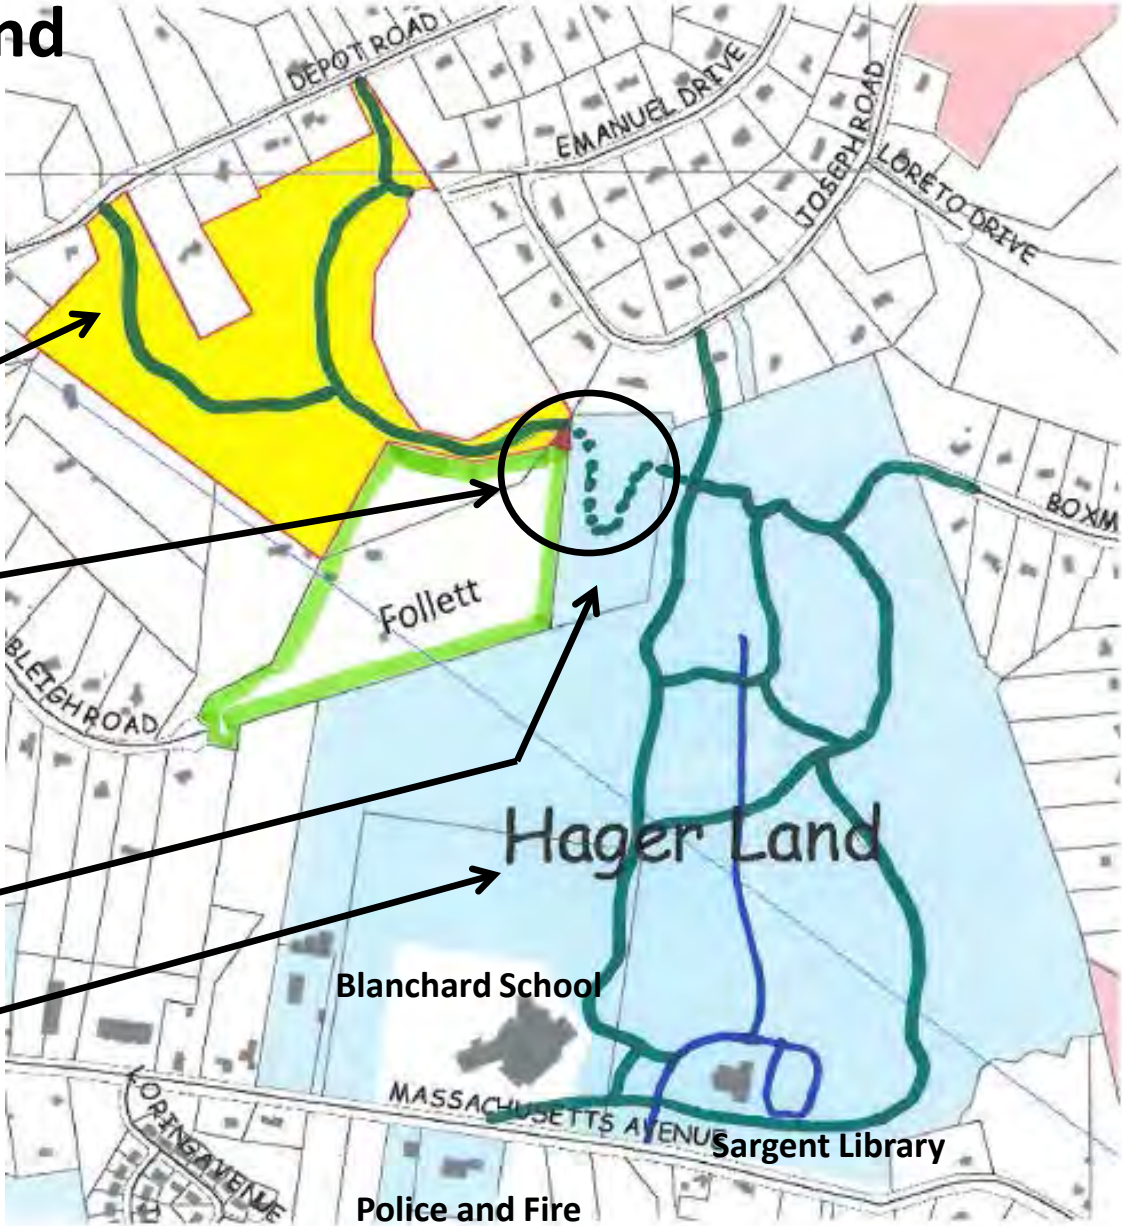 nd
DEPOT ROAD
EMANUEL DRIVE
JOSEPH ROAD
LORETO DRIVE
BOXM
Follett
BLEIGH ROAD
Hager Land
Blanchard School
MASSACHUSETTS AVENUE
Sargent Library
LORING AVENUE
Police and Fire